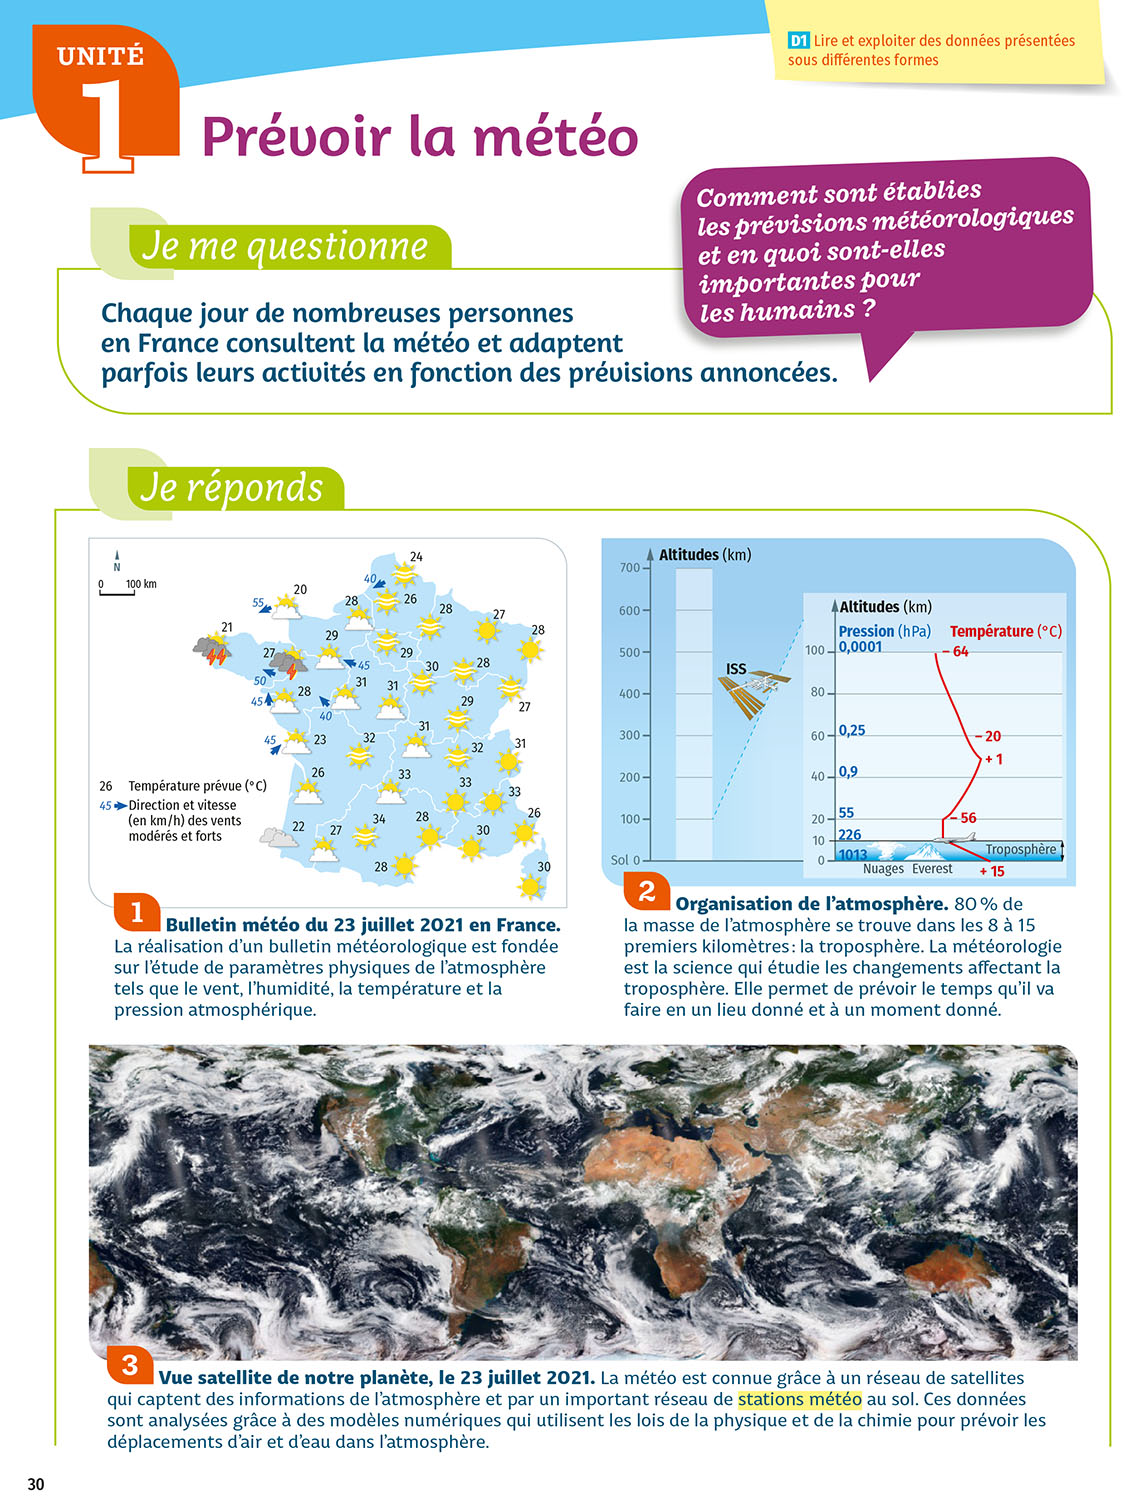 UNITÉ
1
D1 Lire et exploiter des données présentées
sous différentes formes
Prévoir la météo
Comment sont établies
les prévisions météorologiques
et en quoi sont-elles
importantes pour
les humains ?
Je me questionne
Chaque jour de nombreuses personnes
en France consultent la météo et adaptent
parfois leurs activités en fonction des prévisions annoncées.
Je réponds
N
0 100 km
24
40
26
20
55
28
28
27
28
21
27
29
45
29
30
28
50
28
31
31
27
45
40
29
45
23
32
31
32
31
26
33
33
33
26
22
27
34
28
30
28
30
26 Température prévue (°C)
45 Direction et vitesse
(en km/h) des vents
modérés et forts
1
Bulletin météo du 23 juillet 2021 en France.
La réalisation d'un bulletin météorologique est fondée
sur l'étude de paramètres physiques de l'atmosphère
tels que le vent, l'humidité, la température et la
pression atmosphérique.
Altitudes (km)
700
600
500
400
300
200
100
Sol 0
ISS
Altitudes (km)
Pression (hPa) Température (°C)
100 0,0001 – 64
80
60 0,25 – 20
+ 1
40 0,9
20 55 – 56
10 226
Troposphère
0 1013
Nuages Everest + 15
2
Organisation de l'atmosphère. 80 % de
la masse de l'atmosphère se trouve dans les 8 à 15
premiers kilomètres : la troposphère. La météorologie
est la science qui étudie les changements affectant la
troposphère. Elle permet de prévoir le temps qu'il va
faire en un lieu donné et à un moment donné.
3
Vue satellite de notre planète, le 23 juillet 2021. La météo est connue grâce à un réseau de satellites
qui captent des informations de l'atmosphère et par un important réseau de stations météo au sol. Ces données
sont analysées grâce à des modèles numériques qui utilisent les lois de la physique et de la chimie pour prévoir les
déplacements d'air et d'eau dans l'atmosphère.
30